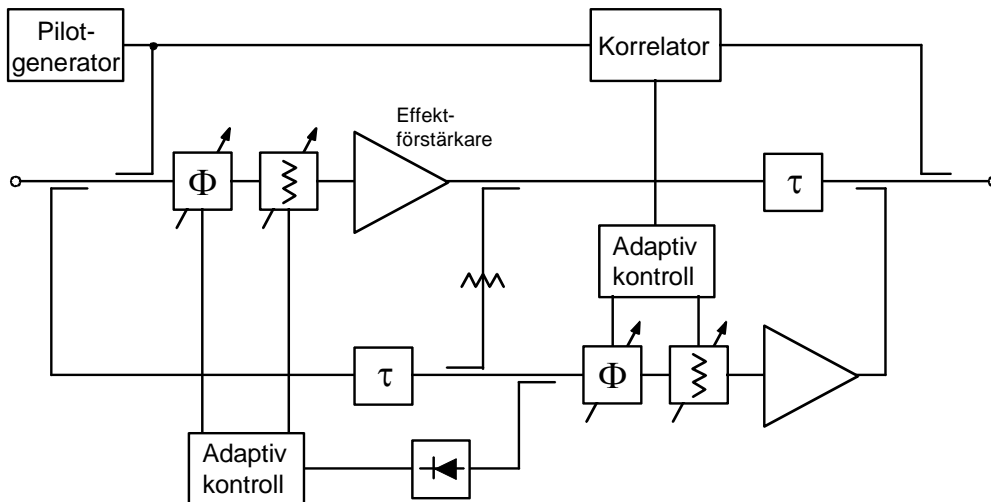 Pilot-
generator
Korrelator
Effekt-
förstärkare
Φ
τ
Adaptiv
kontroll
τ
Φ
Adaptiv
kontroll